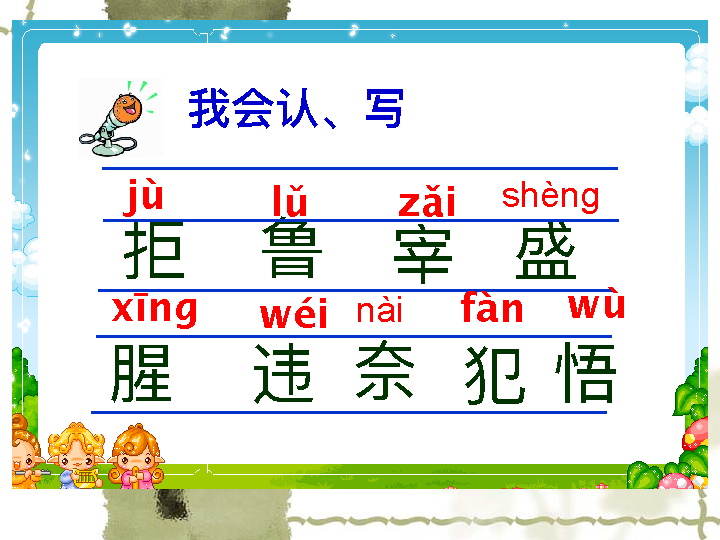 我会认、写
jù lǔ zǎi shèng
拒 鲁 宰 盛
xīng wéi nài fàn wù
腥 违 奈 犯 悟